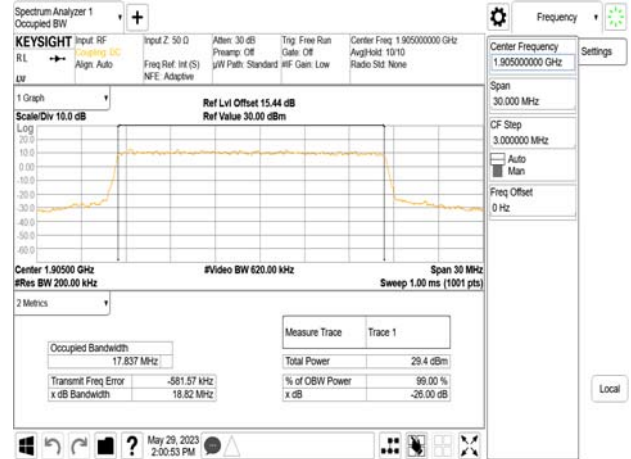 Spectrum Analyzer 1
Occupied BW
Frequency
KEYSIGHT
Input: RF
Coupling: DC
Align: Auto
Input Z: 50 Ω
Freq Ref: Int (S)
NFE: Adaptive
Atten: 30 dB
Preamp: Off
µW Path: Standard
Trig: Free Run
Gate: Off
#IF Gain: Low
Center Freq: 1.905000000 GHz
Avg|Hold: 10/10
Radio Std: None
RL
Center Frequency
1.905000000 GHz
Settings
Span
30.000 MHz
CF Step
3.000000 MHz
Auto
Man
Freq Offset
0 Hz
1 Graph
Scale/Div 10.0 dB
Ref Lvl Offset 15.44 dB
Ref Value 30.00 dBm
Log
20.0
10.0
0.00
-10.0
-20.0
-30.0
-40.0
-50.0
-60.0
Center 1.90500 GHz
#Res BW 200.00 kHz
#Video BW 620.00 kHz
Span 30 MHz
Sweep 1.00 ms (1001 pts)
2 Metrics
Measure Trace Trace 1
Occupied Bandwidth
17.837 MHz
Total Power 29.4 dBm
Transmit Freq Error -581.57 kHz
% of OBW Power 99.00 %
x dB Bandwidth 18.82 MHz
x dB -26.00 dB
Local
May 29, 2023
2:00:53 PM